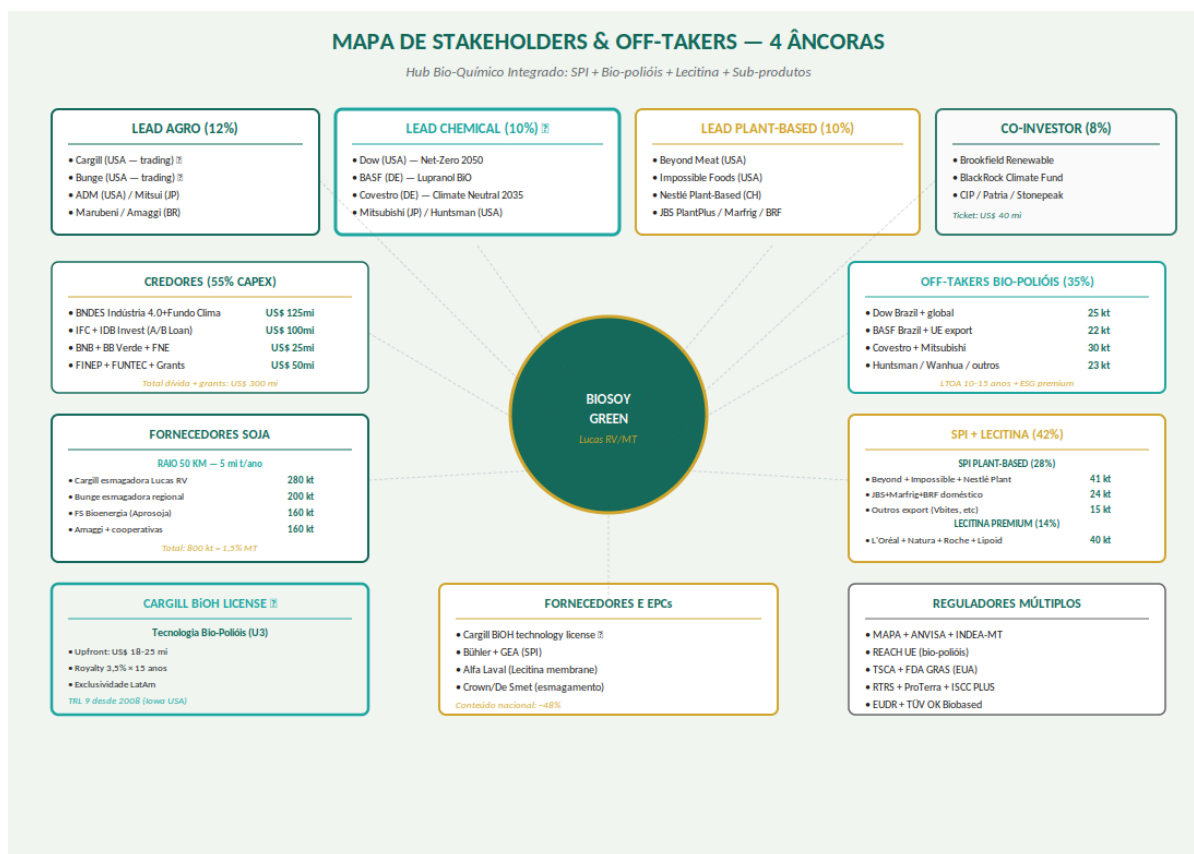 MAPA DE STAKEHOLDERS & OFF-TAKERS — 4 ÂNCORAS
Hub Bio-Químico Integrado: SPI + Bio-polióis + Lecitina + Sub-produtos
LEAD AGRO (12%)
• Cargill (USA — trading)
• Bunge (USA — trading)
• ADM (USA) / Mitsui (JP)
• Marubeni / Amaggi (BR)
LEAD CHEMICAL (10%)
• Dow (USA) — Net-Zero 2050
• BASF (DE) — Lupranol BiO
• Covestro (DE) — Climate Neutral 2035
• Mitsubishi (JP) / Huntsman (USA)
LEAD PLANT-BASED (10%)
• Beyond Meat (USA)
• Impossible Foods (USA)
• Nestlé Plant-Based (CH)
• JBS PlantPlus / Marfrig / BRF
CO-INVESTOR (8%)
• Brookfield Renewable
• BlackRock Climate Fund
• CIP / Patria / Stonepeak
Ticket: US$ 40 mi
CREDORES (55% CAPEX)
• BNDES Indústria 4.0+Fundo Clima US$ 125mi
• IFC + IDB Invest (A/B Loan) US$ 100mi
• BNB + BB Verde + FNE US$ 25mi
• FINEP + FUNTEC + Grants US$ 50mi
Total dívida + grants: US$ 300 mi
OFF-TAKERS BIO-POLIÓIS (35%)
• Dow Brazil + global 25 kt
• BASF Brazil + UE export 22 kt
• Covestro + Mitsubishi 30 kt
• Huntsman / Wanhua / outros 23 kt
LTOA 10-15 anos + ESG premium
BIOSOY
GREEN
Lucas RV/MT
FORNECEDORES SOJA
RAIO 50 KM — 5 mi t/ano
• Cargill esmagadora Lucas RV 280 kt
• Bunge esmagadora regional 200 kt
• FS Bioenergia (Aprosoja) 160 kt
• Amaggi + cooperativas 160 kt
Total: 800 kt = 1,5% MT
SPI + LECITINA (42%)
SPI PLANT-BASED (28%)
• Beyond + Impossible + Nestlé Plant 41 kt
• JBS+Marfrig+BRF doméstico 24 kt
• Outros export (Vbites, etc) 15 kt
LECITINA PREMIUM (14%)
• L'Oréal + Natura + Roche + Lipoid 40 kt
CARGILL BiOH LICENSE
Tecnologia Bio-Polióis (U3)
• Upfront: US$ 18-25 mi
• Royalty 3,5% × 15 anos
• Exclusividade LatAm
TRL 9 desde 2008 (Iowa USA)
FORNECEDORES E EPCs
• Cargill BiOH technology license
• Bühler + GEA (SPI)
• Alfa Laval (Lecitina membrane)
• Crown/De Smet (esmagamento)
Conteúdo nacional: ~48%
REGULADORES MÚLTIPLOS
• MAPA + ANVISA + INDEA-MT
• REACH UE (bio-polióis)
• TSCA + FDA GRAS (EUA)
• RTRS + ProTerra + ISCC PLUS
• EUDR + TÜV OK Biobased